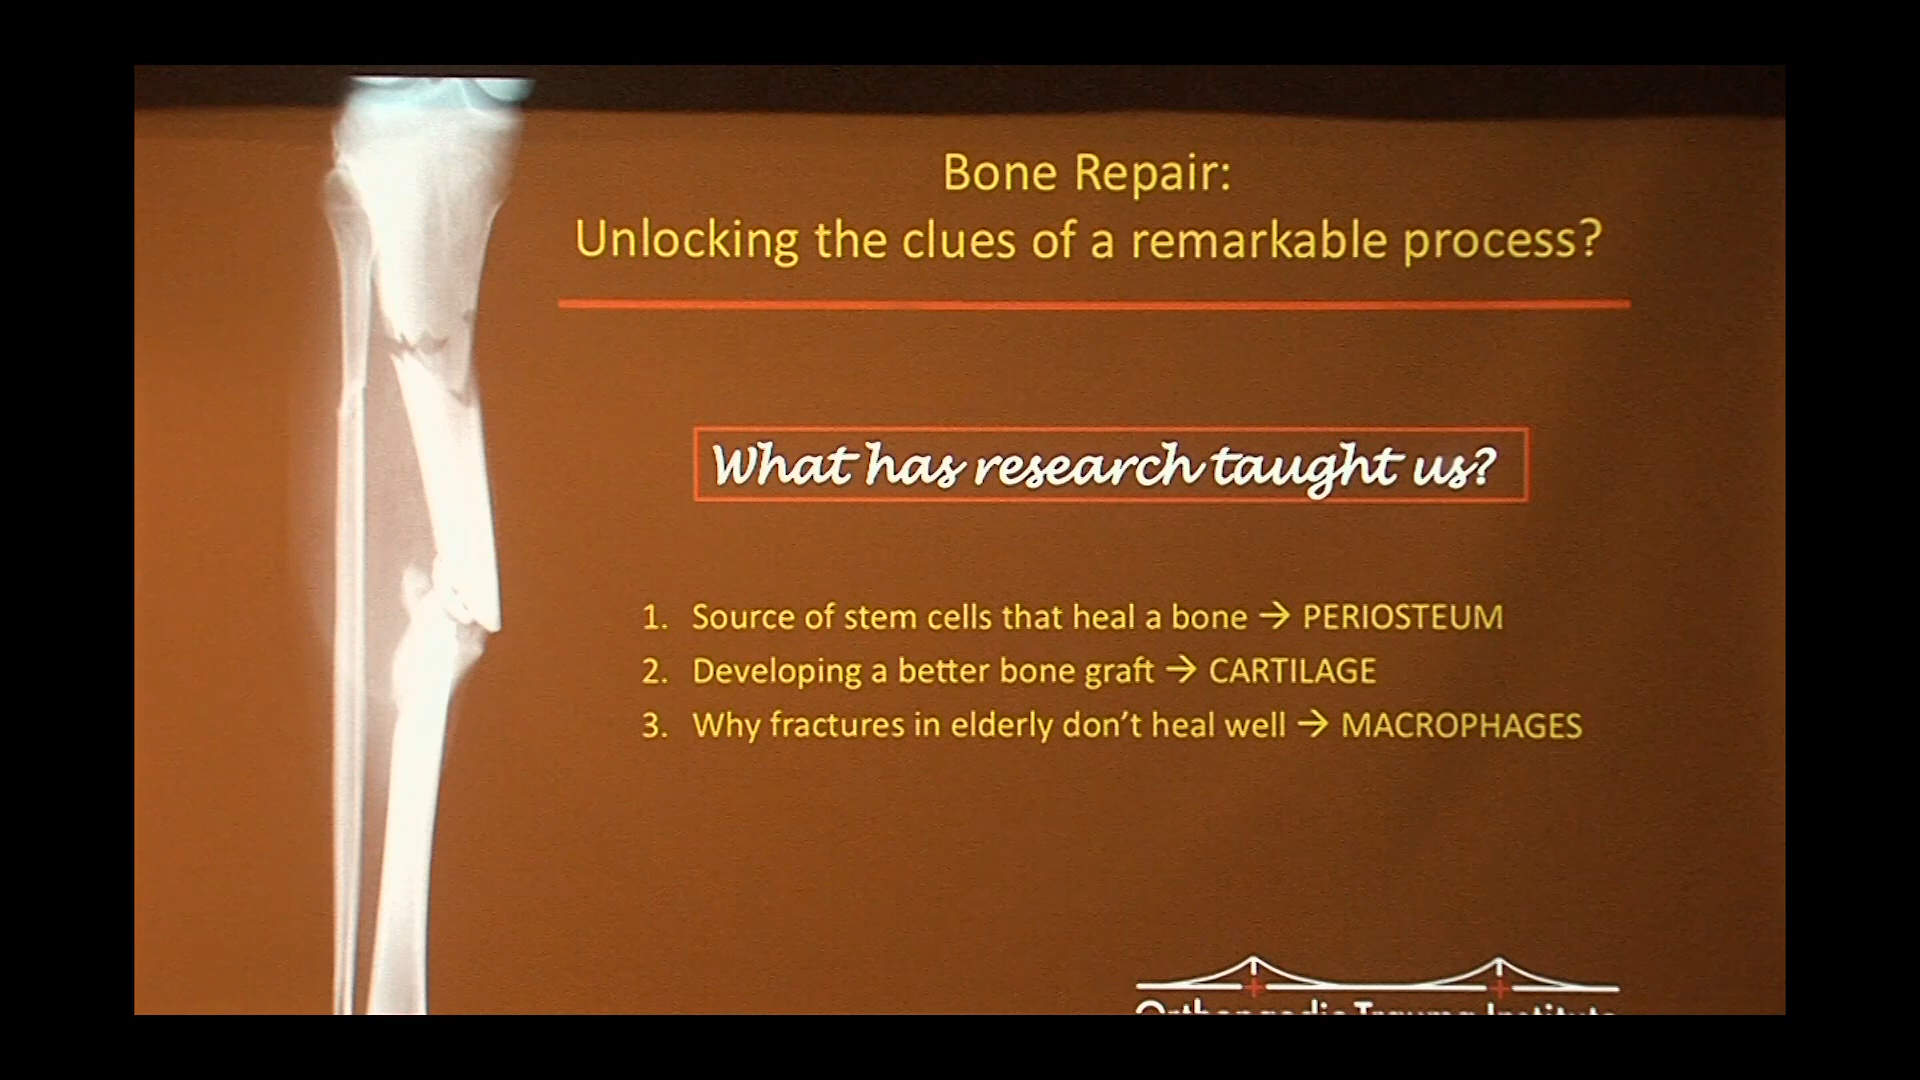 Bone Repair:
Unlocking the clues of a remarkable process?
What has research taught us?
1. Source of stem cells that heal a bone → PERIOSTEUM
2. Developing a better bone graft → CARTILAGE
3. Why fractures in elderly don't heal well → MACROPHAGES
Orthopaedic Trauma Institute